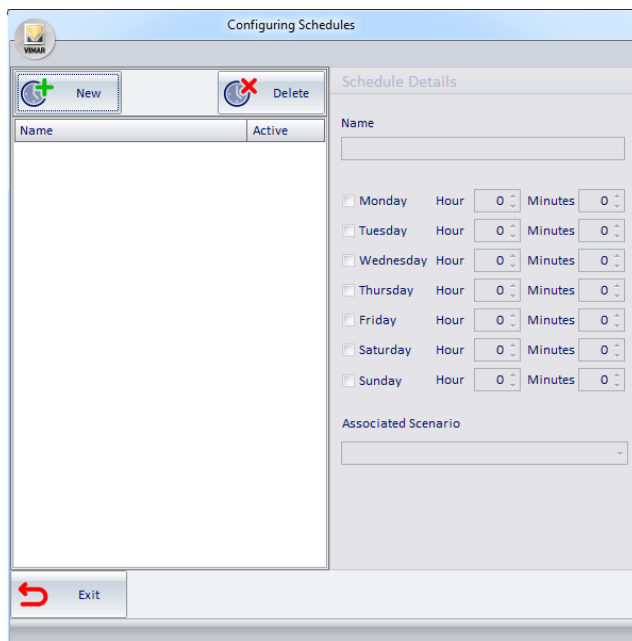 Configuring Schedules
VIMAR
New
Delete
Schedule Details
Name
Active
Name
Monday Hour 0 Minutes 0
Tuesday Hour 0 Minutes 0
Wednesday Hour 0 Minutes 0
Thursday Hour 0 Minutes 0
Friday Hour 0 Minutes 0
Saturday Hour 0 Minutes 0
Sunday Hour 0 Minutes 0
Associated Scenario
Exit